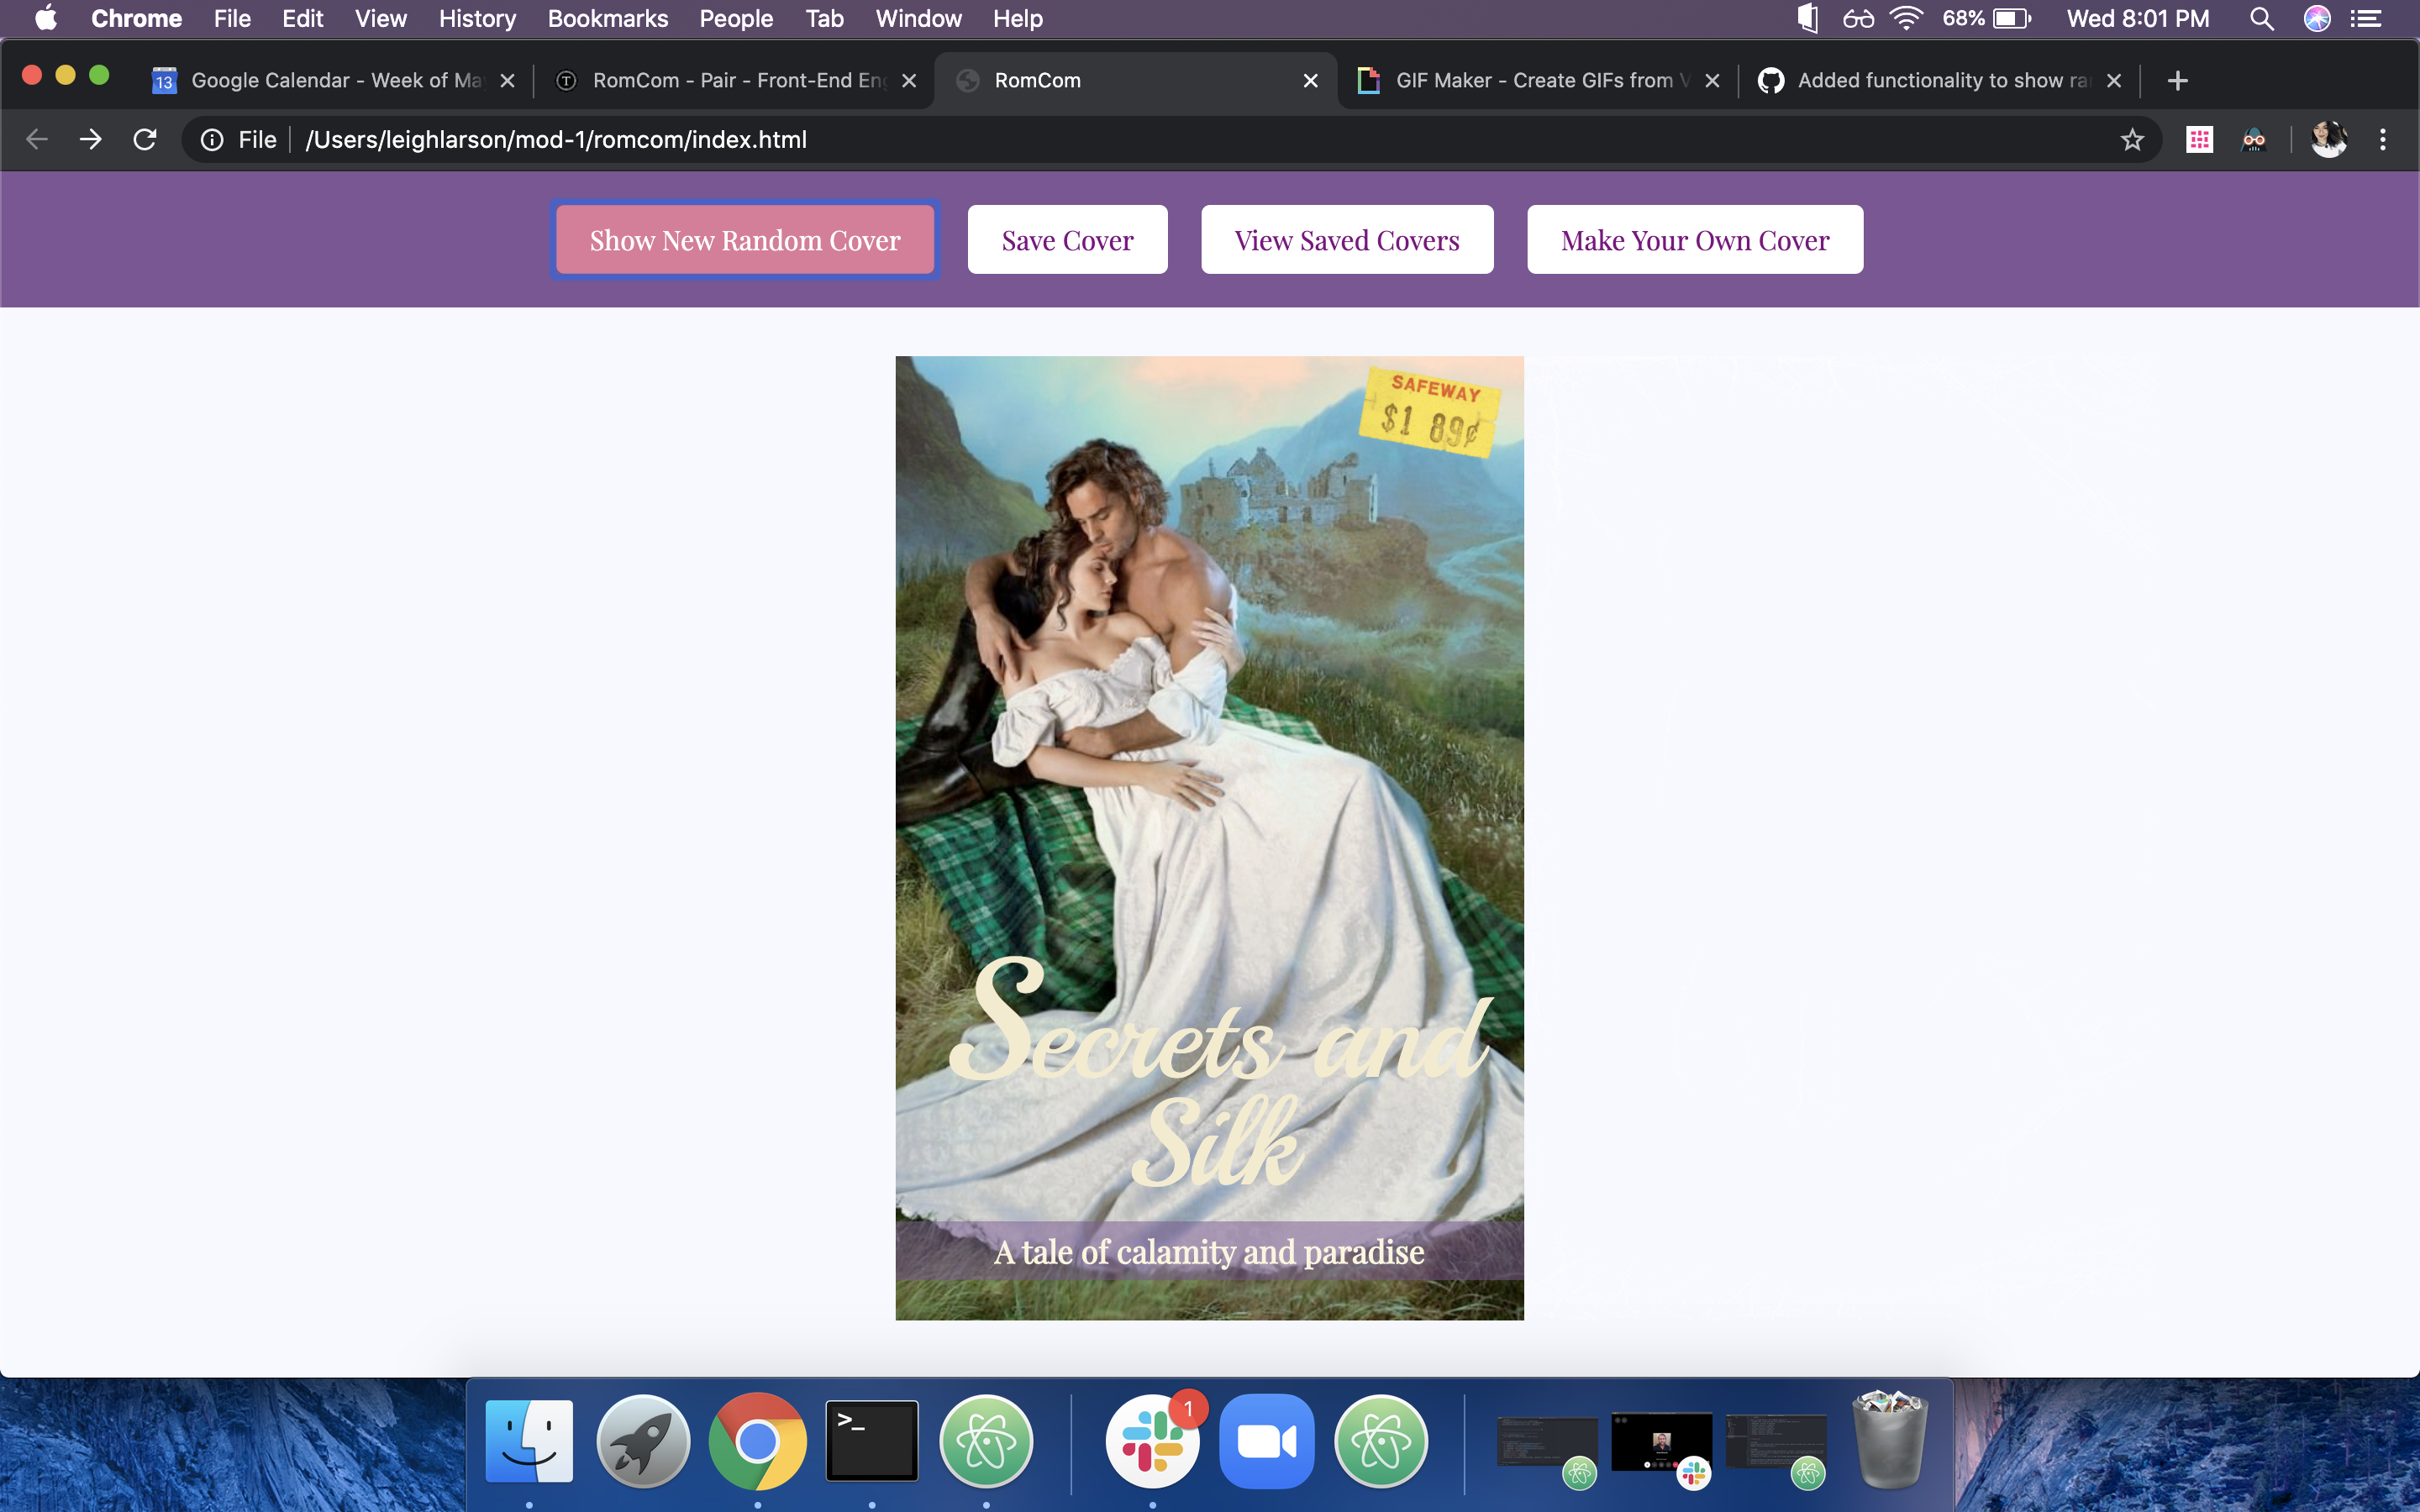 Chrome File Edit View History Bookmarks People Tab Window Help 68% Wed 8:01 PM
13 Google Calendar - Week of Ma RomCom - Pair - Front-End En RomCom GIF Maker - Create GIFs from V Added functionality to show ra
File /Users/leighlarson/mod-1/romcom/index.html
Show New Random Cover Save Cover View Saved Covers Make Your Own Cover
SAFEWAY
$1 89¢
Secrets and
Silk
A tale of calamity and paradise
>_ 1